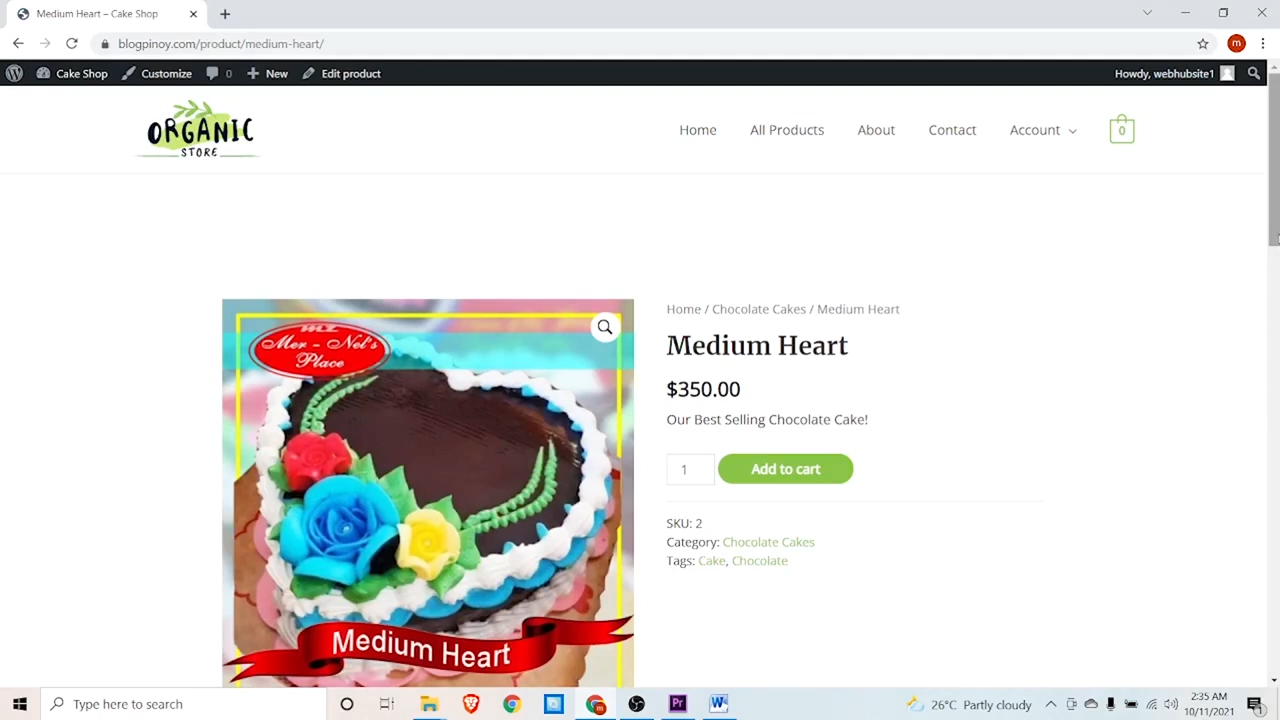 Medium Heart – Cake Shop
blogpinoy.com/product/medium-heart/
m
Cake Shop Customize 0 New Edit product Howdy, webhubsite1
ORGANIC
STORE
Home All Products About Contact Account 0
Home / Chocolate Cakes / Medium Heart
Medium Heart
$350.00
Our Best Selling Chocolate Cake!
1 Add to cart
SKU: 2
Category: Chocolate Cakes
Tags: Cake, Chocolate
Mer - Nel's
Place
Medium Heart
Type here to search
26°C Partly cloudy
2:35 AM
10/11/2021